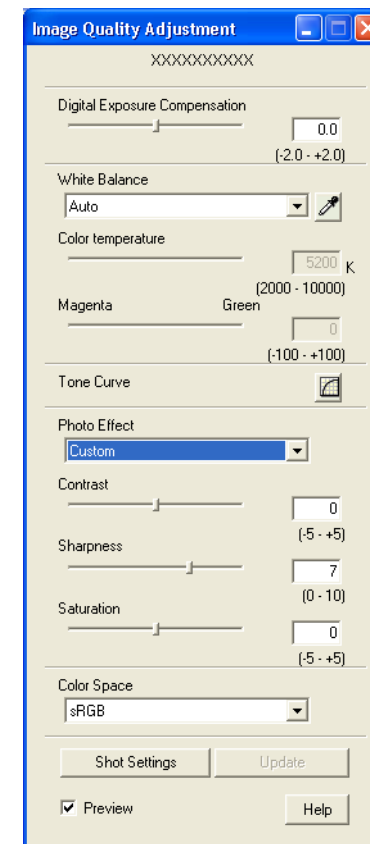 Image Quality Adjustment
XXXXXXXXXX
Digital Exposure Compensation
0.0
(-2.0 - +2.0)
White Balance
Auto
Color temperature
5200 K
(2000 - 10000)
Magenta Green
0
(-100 - +100)
Tone Curve
Photo Effect
Custom
Contrast
0
(-5 - +5)
Sharpness
7
(0 - 10)
Saturation
0
(-5 - +5)
Color Space
sRGB
Shot Settings Update
Preview Help